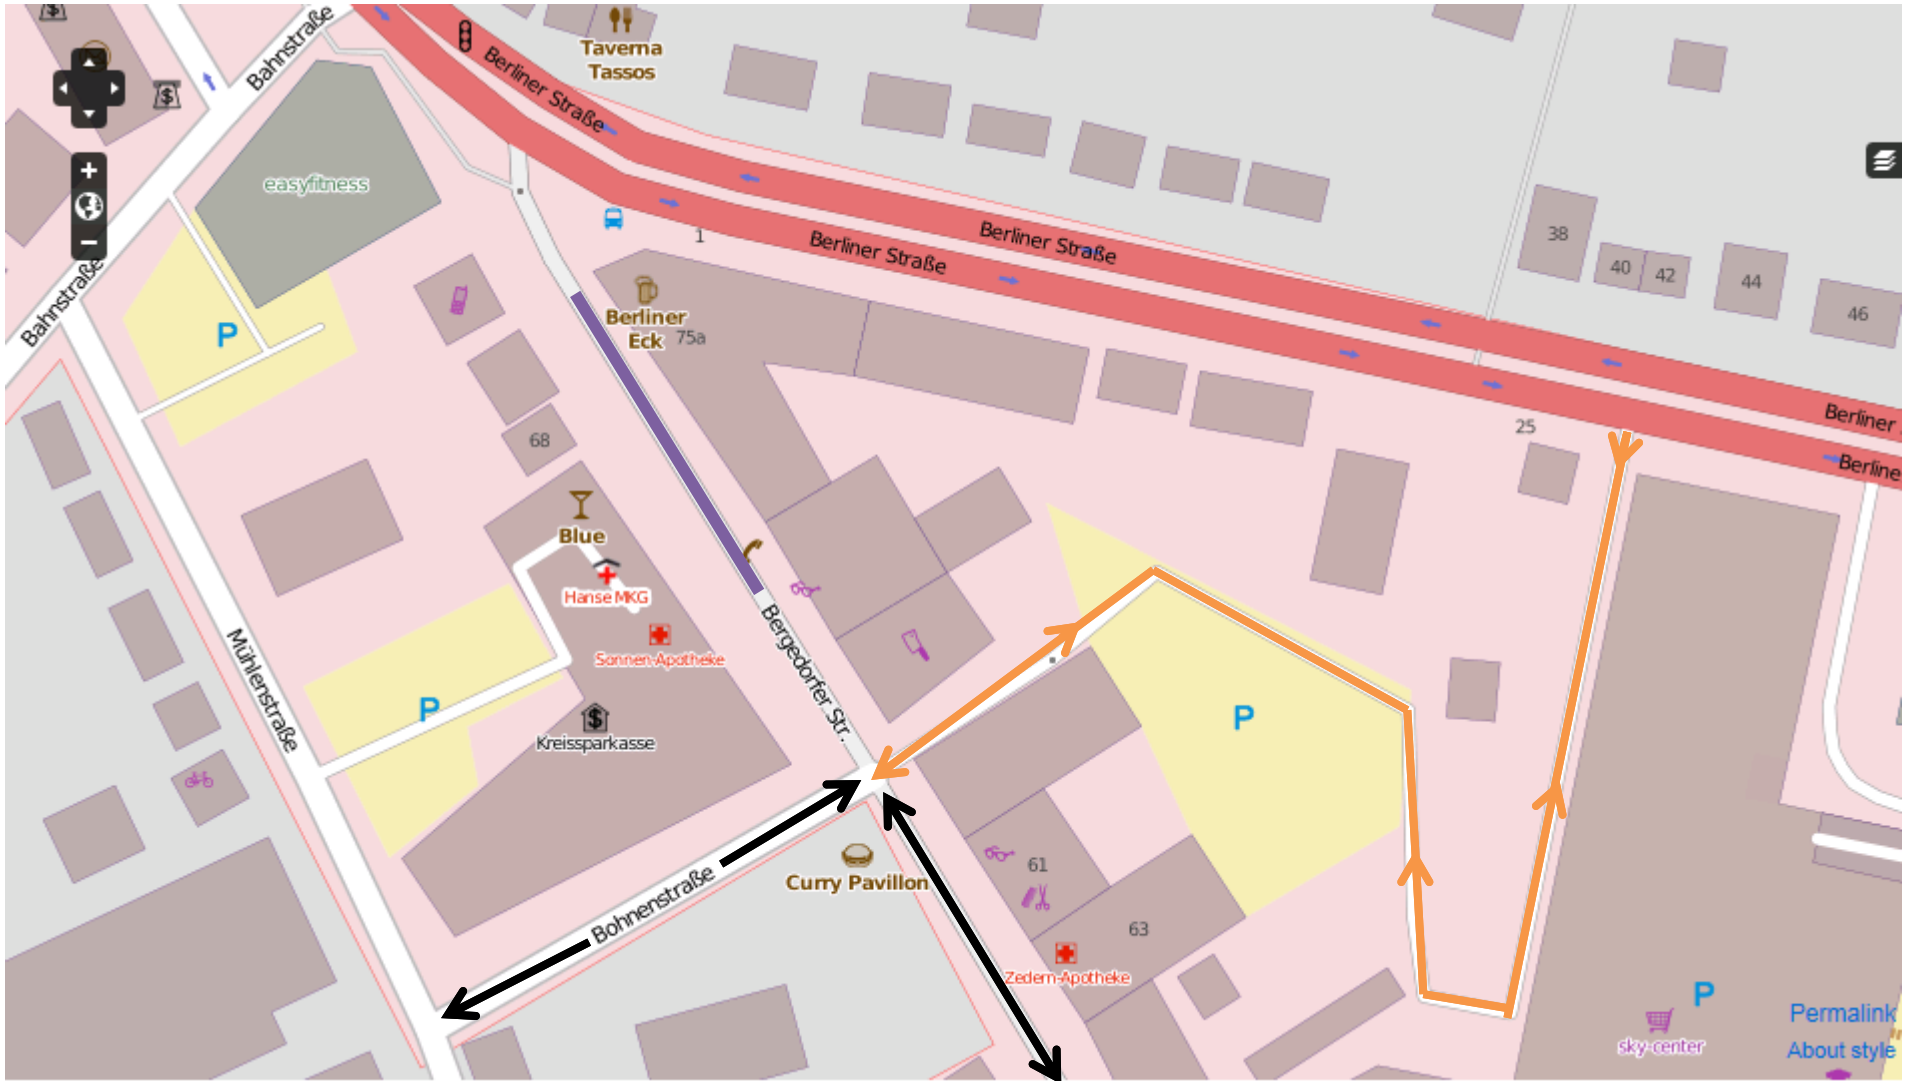 Bahnstraße
Berliner Straße
Taverna
Tassos
$
$
easyfitness
Bahnstraße
P
1
Berliner Straße
Berliner Straße
38
40
42
44
46
Berliner
Eck
75a
68
25
Berliner
Berline
Blue
Hanse MKG
Sonnen-Apotheke
Bergedorfer Str.
Mühlenstraße
P
$
Kreissparkasse
P
Bohnenstraße
Curry Pavillon
61
63
Zedern-Apotheke
P
sky-center
Permalink
About style